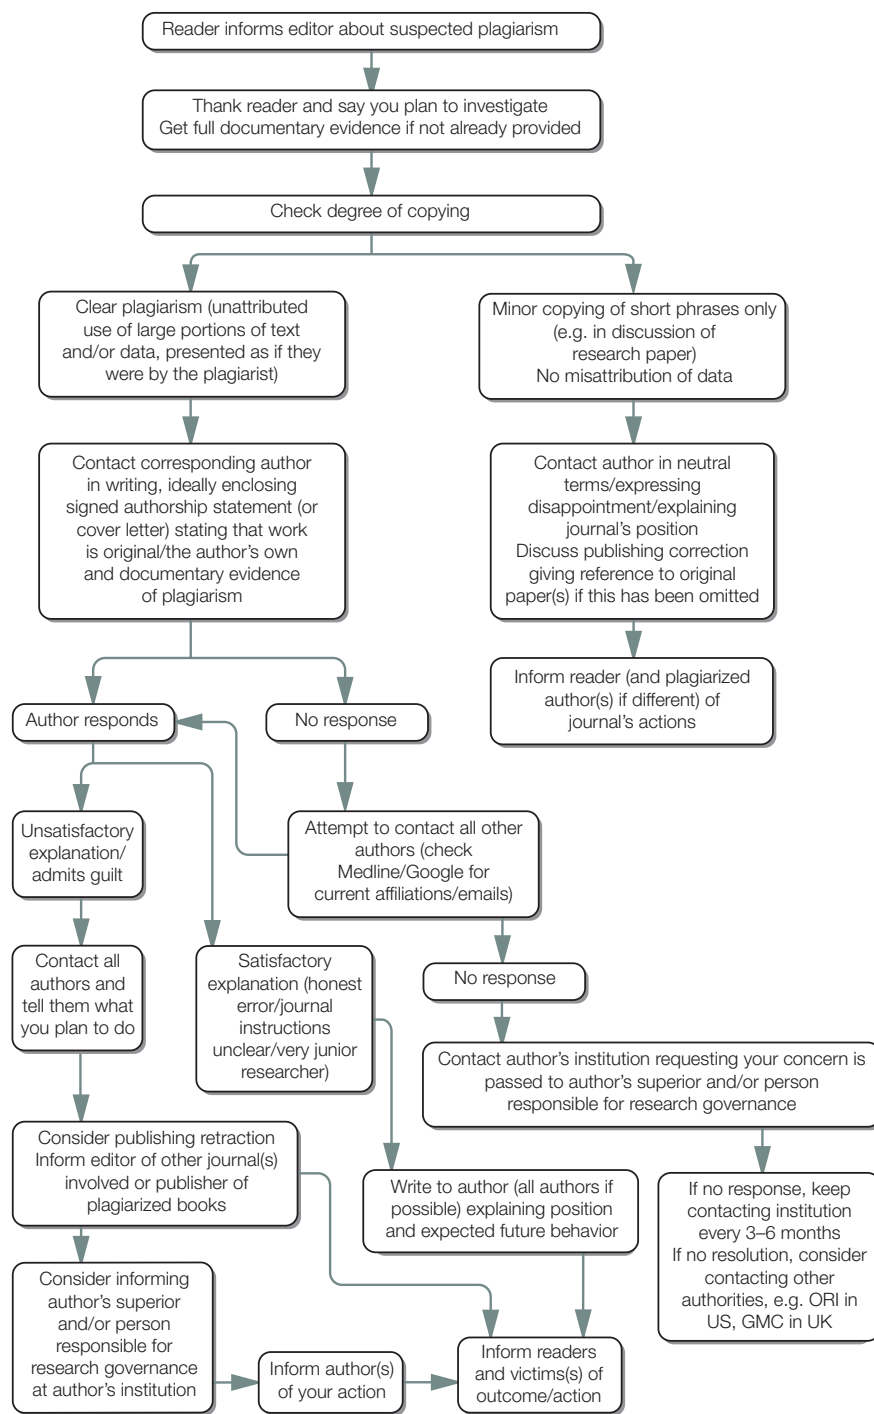 Reader informs editor about suspected plagiarism
Thank reader and say you plan to investigate
Get full documentary evidence if not already provided
Check degree of copying
Clear plagiarism (unattributed
use of large portions of text
and/or data, presented as if they
were by the plagiarist)
Minor copying of short phrases only
(e.g. in discussion of
research paper)
No misattribution of data
Contact corresponding author
in writing, ideally enclosing
signed authorship statement (or
cover letter) stating that work
is original/the author's own
and documentary evidence
of plagiarism
Contact author in neutral
terms/expressing
disappointment/explaining
journal's position
Discuss publishing correction
giving reference to original
paper(s) if this has been omitted
Inform reader (and plagiarized
author(s) if different) of
journal's actions
Author responds
No response
Unsatisfactory
explanation/
admits guilt
Attempt to contact all other
authors (check
Medline/Google for
current affiliations/emails)
Contact all
authors and
tell them what
you plan to do
Satisfactory
explanation (honest
error/journal
instructions
unclear/very junior
researcher)
No response
Contact author's institution requesting your concern is
passed to author's superior and/or person
responsible for research governance
Consider publishing retraction
Inform editor of other journal(s)
involved or publisher of
plagiarized books
Write to author (all authors if
possible) explaining position
and expected future behavior
If no response, keep
contacting institution
every 3–6 months
If no resolution, consider
contacting other
authorities, e.g. ORI in
US, GMC in UK
Consider informing
author's superior
and/or person
responsible for
research governance
at author's institution
Inform author(s)
of your action
Inform readers
and victims(s) of
outcome/action